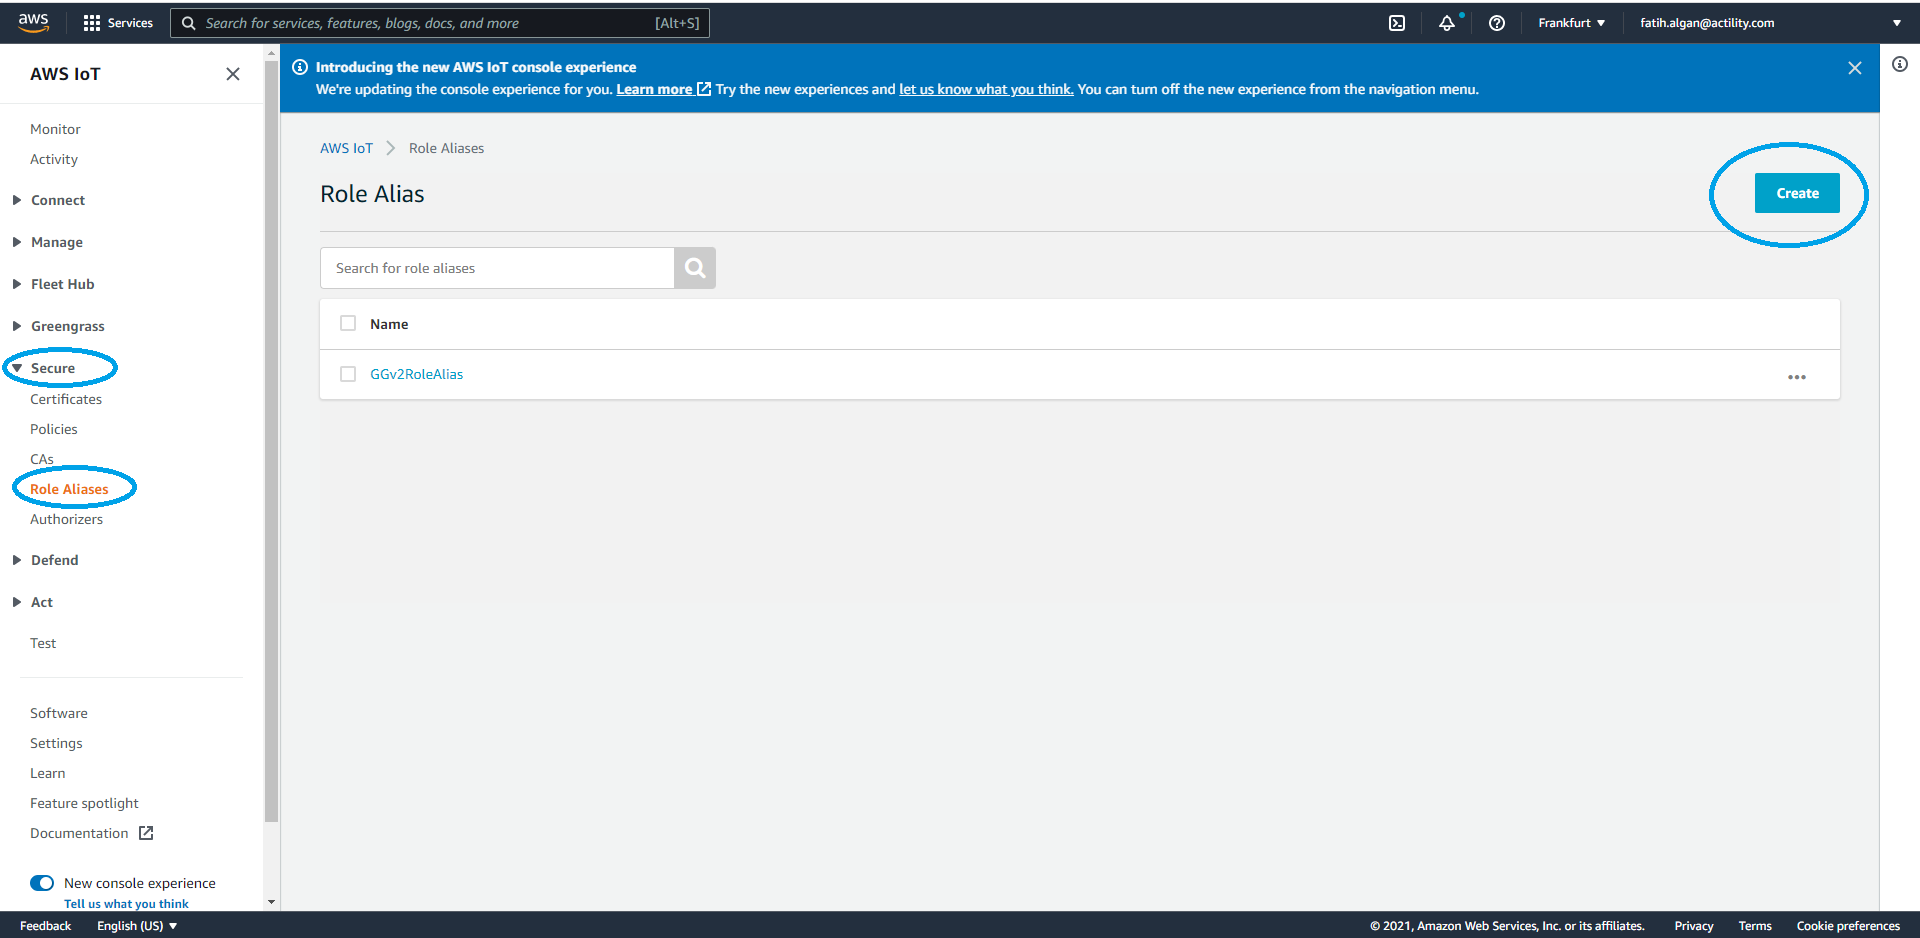 aws
Services
Search for services, features, blogs, docs, and more
[Alt+S]
Frankfurt
fatih.algan@actility.com
AWS IoT
Monitor
Activity
Connect
Manage
Fleet Hub
Greengrass
Secure
Certificates
Policies
CAs
Role Aliases
Authorizers
Defend
Act
Test
Software
Settings
Learn
Feature spotlight
Documentation
New console experience
Tell us what you think
Introducing the new AWS IoT console experience
We're updating the console experience for you. Learn more Try the new experiences and let us know what you think. You can turn off the new experience from the navigation menu.
AWS IoT Role Aliases
Role Alias
Create
Search for role aliases
Name
GGv2RoleAlias
Feedback
English (US)
© 2021, Amazon Web Services, Inc. or its affiliates.
Privacy
Terms
Cookie preferences